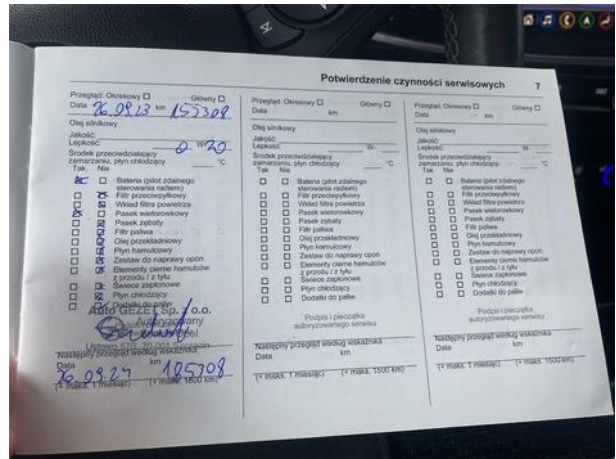 Potwierdzenie czynności serwisowych 7
Przegląd: Okresowy Główny
Data 26.09.23 km 155308
Olej silnikowy
Jakość:
Lepkość: 0 W- 20
Środek przeciwdziałający
zamarzaniu, płyn chłodzący °C
Tak Nie
Bateria (pilot zdalnego
sterowania radiem)
Filtr przeciwpyłkowy
Wkład filtra powietrza
Pasek wielorowkowy
Pasek zębaty
Filtr paliwa
Olej przekładniowy
Płyn hamulcowy
Zestaw do naprawy opon
Elementy cierne hamulców
z przodu / z tyłu
Świece zapłonowe
Płyn chłodzący
Dodatki do paliw
Auto GEZEL Sp. z o.o.
Autoryzowany
Ustowo
Następny przegląd według wskaźnika
Data km
26.09.24 185308
(+ maks. 1 miesiąc) (+ maks. 1500 km)
Przegląd: Okresowy Główny
Data km
Olej silnikowy
Jakość:
Lepkość: W-
Środek przeciwdziałający
zamarzaniu, płyn chłodzący °C
Tak Nie
Bateria (pilot zdalnego
sterowania radiem)
Filtr przeciwpyłkowy
Wkład filtra powietrza
Pasek wielorowkowy
Pasek zębaty
Filtr paliwa
Olej przekładniowy
Płyn hamulcowy
Zestaw do naprawy opon
Elementy cierne hamulców
z przodu / z tyłu
Świece zapłonowe
Płyn chłodzący
Dodatki do paliw
Podpis i pieczątka
autoryzowanego serwisu
Następny przegląd według wskaźnika
Data km
(+ maks. 1 miesiąc) (+ maks. 1500 km)
Przegląd: Okresowy Główny
Data km
Olej silnikowy
Jakość:
Lepkość: W-
Środek przeciwdziałający
zamarzaniu, płyn chłodzący °C
Tak Nie
Bateria (pilot zdalnego
sterowania radiem)
Filtr przeciwpyłkowy
Wkład filtra powietrza
Pasek wielorowkowy
Pasek zębaty
Filtr paliwa
Olej przekładniowy
Płyn hamulcowy
Zestaw do naprawy opon
Elementy cierne hamulców
z przodu / z tyłu
Świece zapłonowe
Płyn chłodzący
Dodatki do paliw
Podpis i pieczątka
autoryzowanego serwisu
Następny przegląd według wskaźnika
Data km
(+ maks. 1 miesiąc) (+ maks. 1500 km)